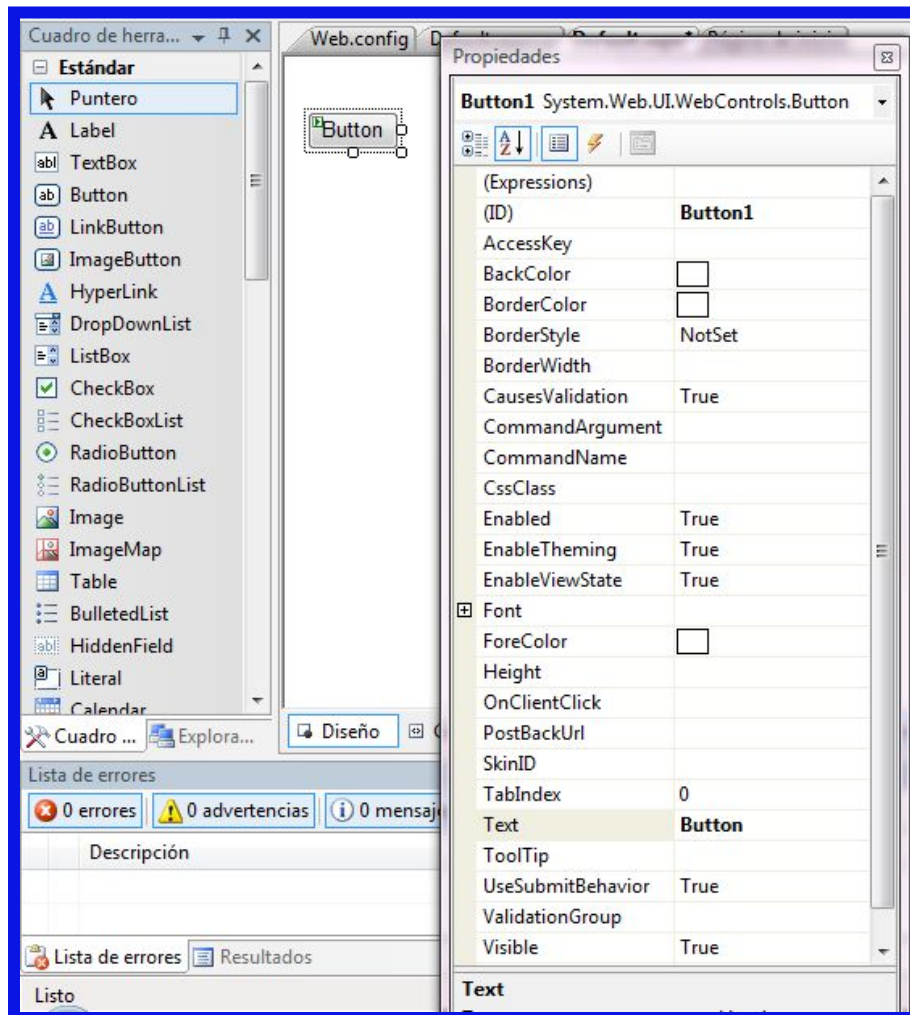 Cuadro de herra...
Estándar
Puntero
Label
TextBox
Button
LinkButton
ImageButton
HyperLink
DropDownList
ListBox
CheckBox
CheckBoxList
RadioButton
RadioButtonList
Image
ImageMap
Table
BulletedList
HiddenField
Literal
Calendar
Cuadro ... Explora...
Web.config
Button
Diseño
Lista de errores
0 errores 0 advertencias 0 mensaj
Descripción
Lista de errores Resultados
Listo
Propiedades
Button1 System.Web.UI.WebControls.Button
(Expressions)
(ID) Button1
AccessKey
BackColor
BorderColor
BorderStyle NotSet
BorderWidth
CausesValidation True
CommandArgument
CommandName
CssClass
Enabled True
EnableTheming True
EnableViewState True
Font
ForeColor
Height
OnClientClick
PostBackUrl
SkinID
TabIndex 0
Text Button
ToolTip
UseSubmitBehavior True
ValidationGroup
Visible True
Text